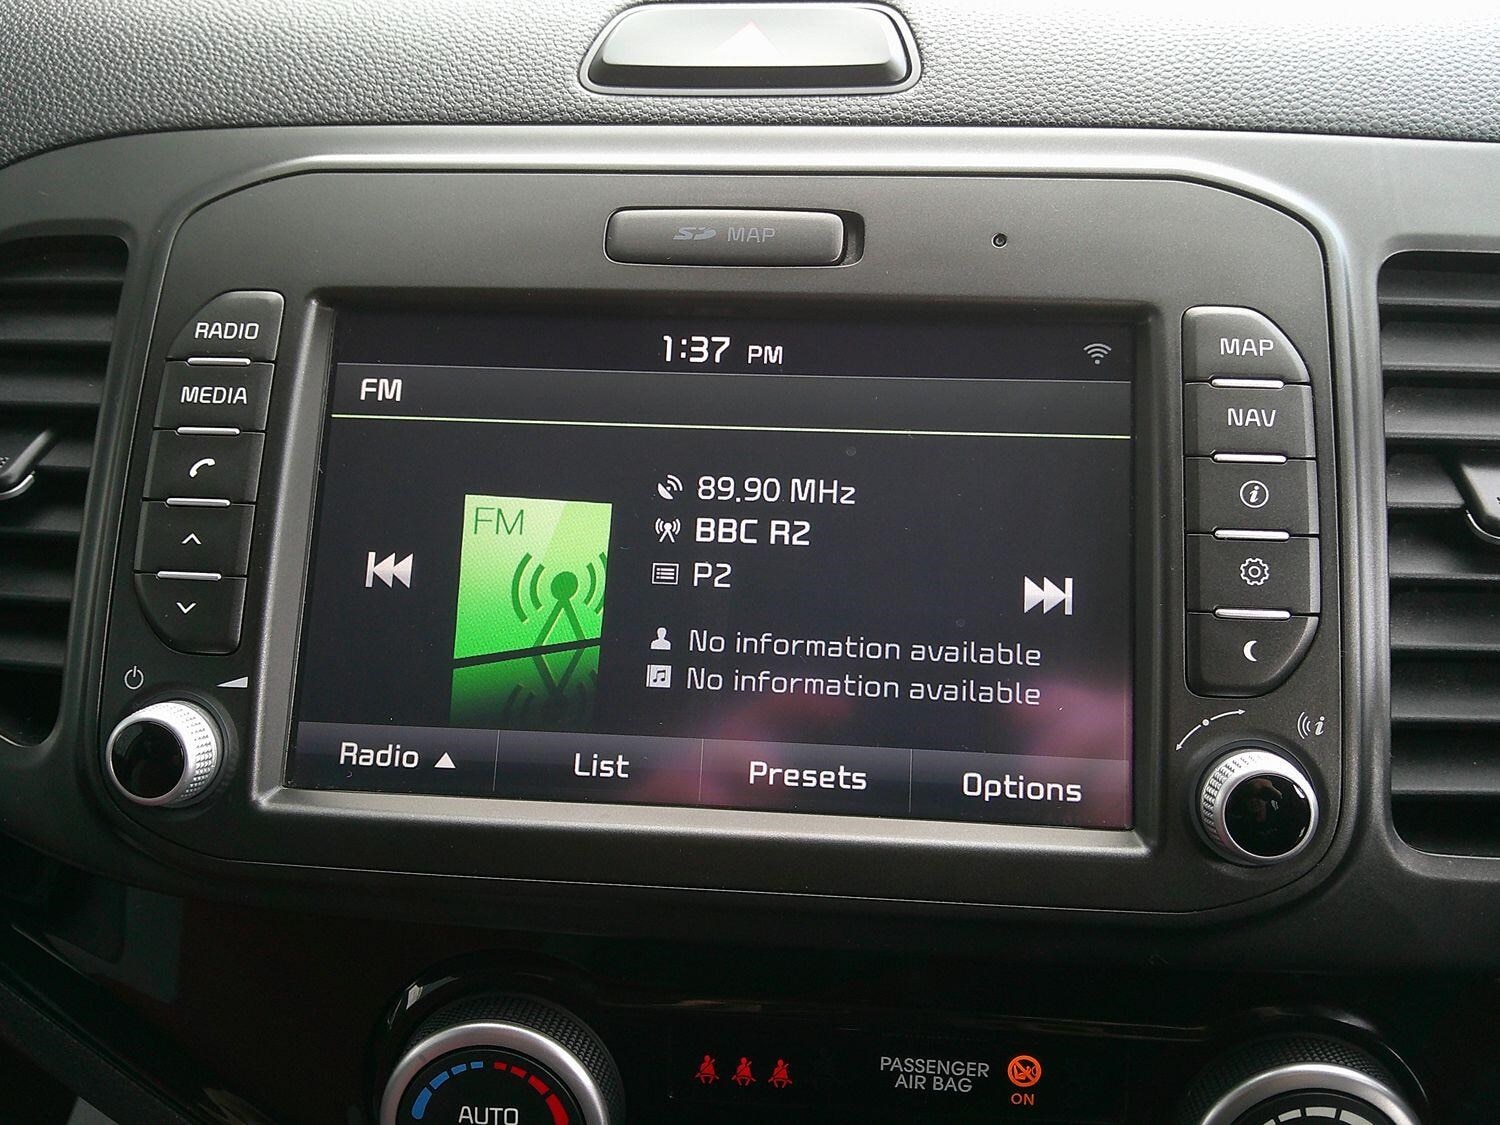 SD MAP
RADIO
MEDIA
MAP
NAV
1:37 PM
FM
FM
89.90 MHz
BBC R2
P2
No information available
No information available
Radio
List
Presets
Options
AUTO
PASSENGER
AIR BAG
ON